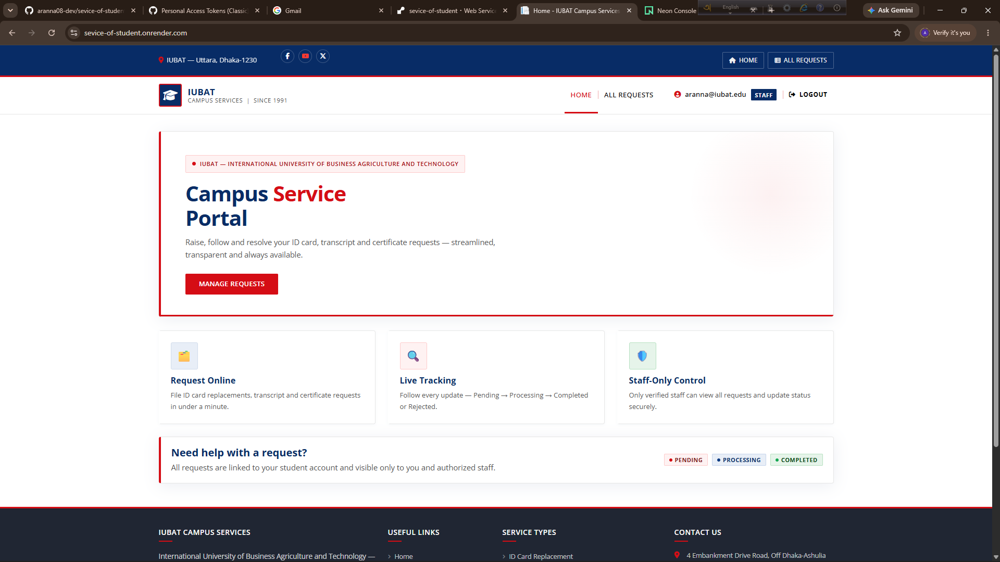 aranna08-dev/sevice-of-studen
Personal Access Tokens (Classic
Gmail
sevice-of-student · Web Service
Home - IUBAT Campus Services
Neon Console
English
Ask Gemini
sevice-of-student.onrender.com
A
Verify it's you
IUBAT — Uttara, Dhaka-1230
HOME
ALL REQUESTS
IUBAT
CAMPUS SERVICES | SINCE 1991
HOME
ALL REQUESTS
aranna@iubat.edu
STAFF
LOGOUT
IUBAT — INTERNATIONAL UNIVERSITY OF BUSINESS AGRICULTURE AND TECHNOLOGY
Campus Service
Portal
Raise, follow and resolve your ID card, transcript and certificate requests — streamlined,
transparent and always available.
MANAGE REQUESTS
Request Online
File ID card replacements, transcript and certificate requests
in under a minute.
Live Tracking
Follow every update — Pending → Processing → Completed
or Rejected.
Staff-Only Control
Only verified staff can view all requests and update status
securely.
Need help with a request?
All requests are linked to your student account and visible only to you and authorized staff.
PENDING
PROCESSING
COMPLETED
IUBAT CAMPUS SERVICES
International University of Business Agriculture and Technology —
USEFUL LINKS
Home
SERVICE TYPES
ID Card Replacement
CONTACT US
4 Embankment Drive Road, Off Dhaka-Ashulia